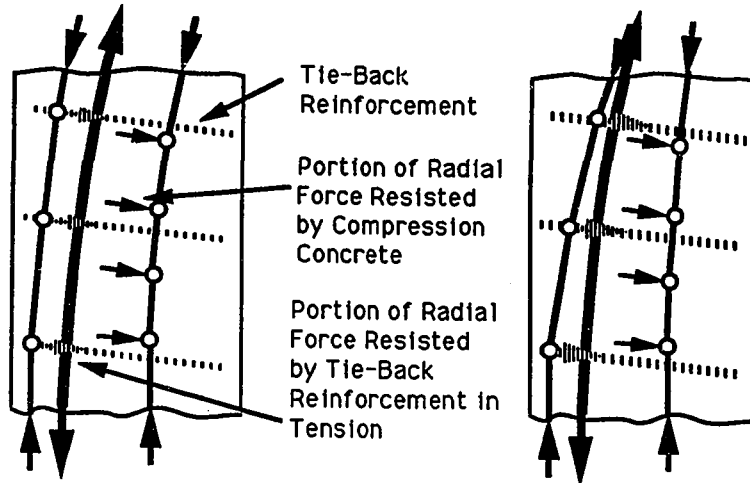 Tie-Back
Reinforcement
Portion of Radial
Force Resisted
by Compression
Concrete
Portion of Radial
Force Resisted
by Tie-Back
Reinforcement in
Tension